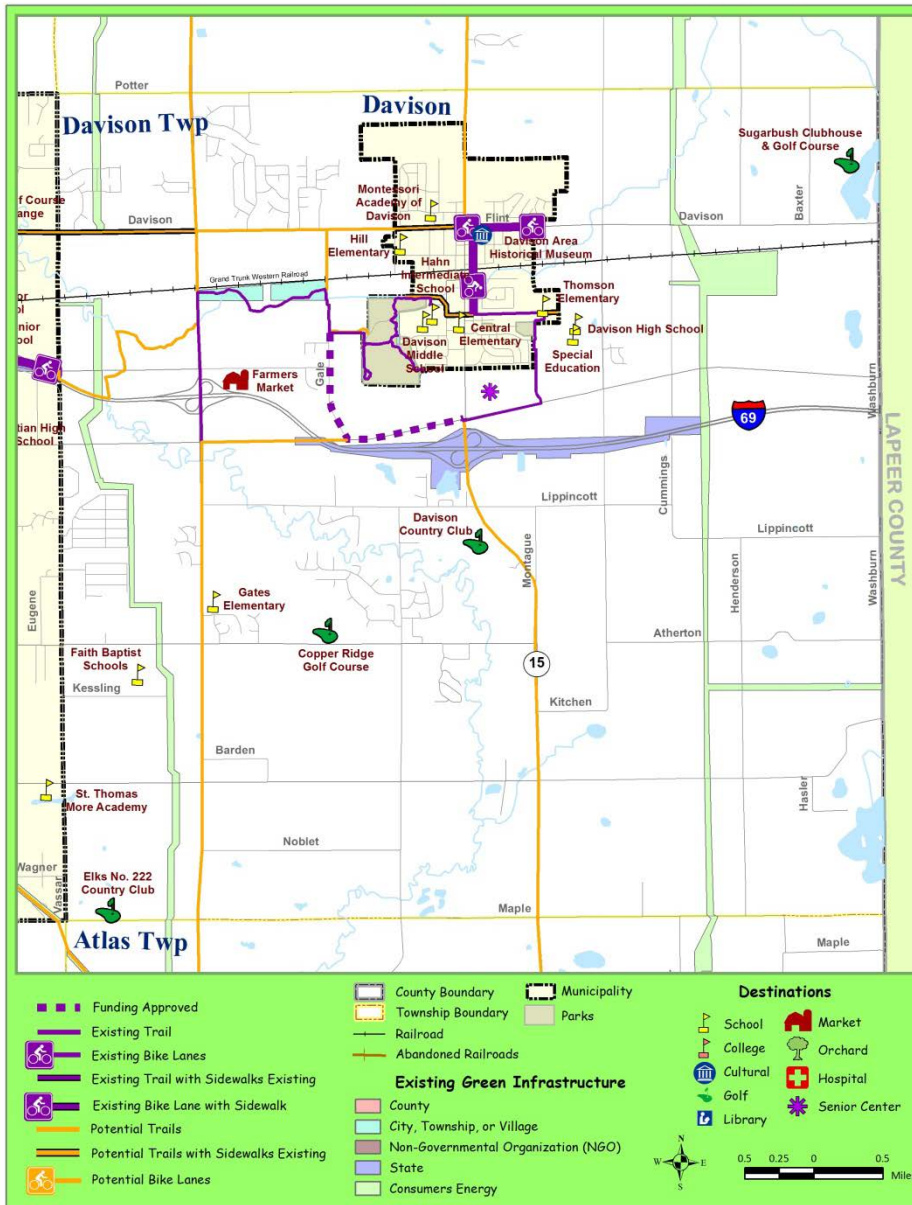 Potter
Davison Twp
Davison
Sugarbush Clubhouse
& Golf Course
f Course
ange
Montessori
Academy of
Davison
Davison
Flint
Davison
Baxter
Hill
Elementary
Davison Area
Historical Museum
Hahn
Intermediate
School
Grand Trunk Western Railroad
Thomson
Elementary
or
ol
nior
ool
Gale
Davison
Middle
School
Central
Elementary
Davison High School
Special
Education
Farmers
Market
Washburn
LAPEER COUNTY
69
tian High
School
Cummings
Lippincott
Davison
Country Club
Lippincott
Montague
Henderson
Washburn
Eugene
Gates
Elementary
Copper Ridge
Golf Course
Atherton
15
Faith Baptist
Schools
Kessling
Kitchen
Barden
Hasler
St. Thomas
More Academy
Noblet
Wagner
Vassar
Elks No. 222
Country Club
Maple
Atlas Twp
Maple
Funding Approved
Existing Trail
Existing Bike Lanes
Existing Trail with Sidewalks Existing
Existing Bike Lane with Sidewalk
Potential Trails
Potential Trails with Sidewalks Existing
Potential Bike Lanes
County Boundary
Township Boundary
Railroad
Abandoned Railroads
Municipality
Parks
Existing Green Infrastructure
County
City, Township, or Village
Non-Governmental Organization (NGO)
State
Consumers Energy
Destinations
School
College
Cultural
Golf
Library
Market
Orchard
Hospital
Senior Center
N
W E
S
0.5 0.25 0 0.5
Mile